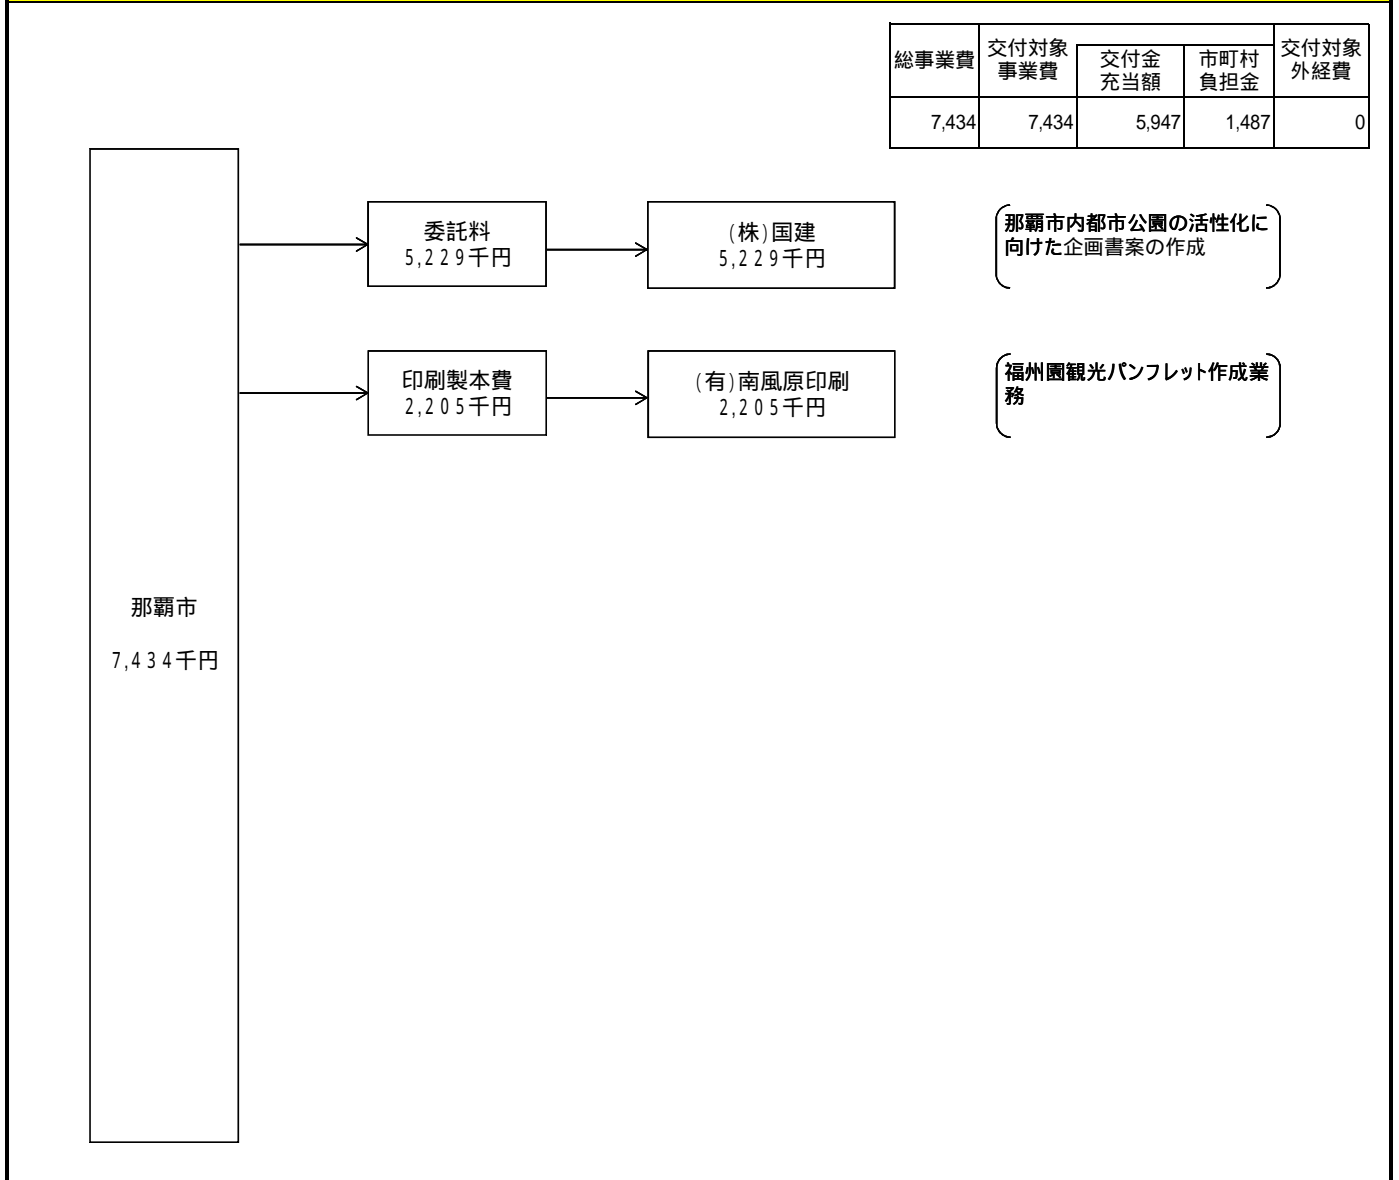 総事業費
交付対象
事業費
交付金
充当額
市町村
負担金
交付対象
外経費
7,434 7,434 5,947 1,487 0
委託料
5,229千円
(株)国建
5,229千円
那覇市内都市公園の活性化に
向けた企画書案の作成
印刷製本費
2,205千円
(有)南風原印刷
2,205千円
福州園観光パンフレット作成業
務
那覇市
7,434千円